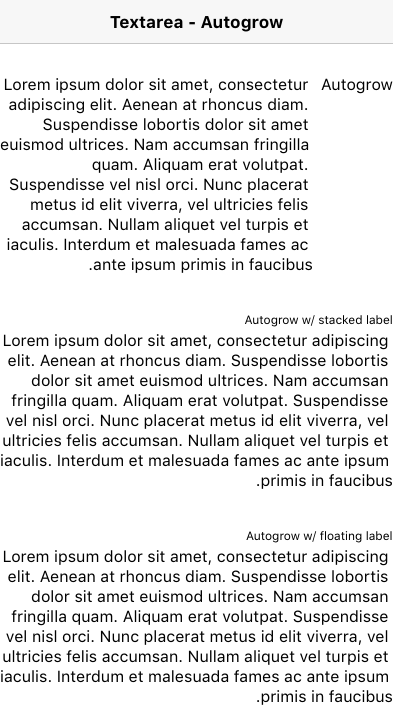 Textarea - Autogrow
Autogrow
Lorem ipsum dolor sit amet, consectetur
adipiscing elit. Aenean at rhoncus diam.
Suspendisse lobortis dolor sit amet
euismod ultrices. Nam accumsan fringilla
quam. Aliquam erat volutpat.
Suspendisse vel nisl orci. Nunc placerat
metus id elit viverra, vel ultricies felis
accumsan. Nullam aliquet vel turpis et
iaculis. Interdum et malesuada fames ac
.ante ipsum primis in faucibus
Autogrow w/ stacked label
Lorem ipsum dolor sit amet, consectetur adipiscing
elit. Aenean at rhoncus diam. Suspendisse lobortis
dolor sit amet euismod ultrices. Nam accumsan
fringilla quam. Aliquam erat volutpat. Suspendisse
vel nisl orci. Nunc placerat metus id elit viverra, vel
ultricies felis accumsan. Nullam aliquet vel turpis et
iaculis. Interdum et malesuada fames ac ante ipsum
.primis in faucibus
Autogrow w/ floating label
Lorem ipsum dolor sit amet, consectetur adipiscing
elit. Aenean at rhoncus diam. Suspendisse lobortis
dolor sit amet euismod ultrices. Nam accumsan
fringilla quam. Aliquam erat volutpat. Suspendisse
vel nisl orci. Nunc placerat metus id elit viverra, vel
ultricies felis accumsan. Nullam aliquet vel turpis et
iaculis. Interdum et malesuada fames ac ante ipsum
.primis in faucibus